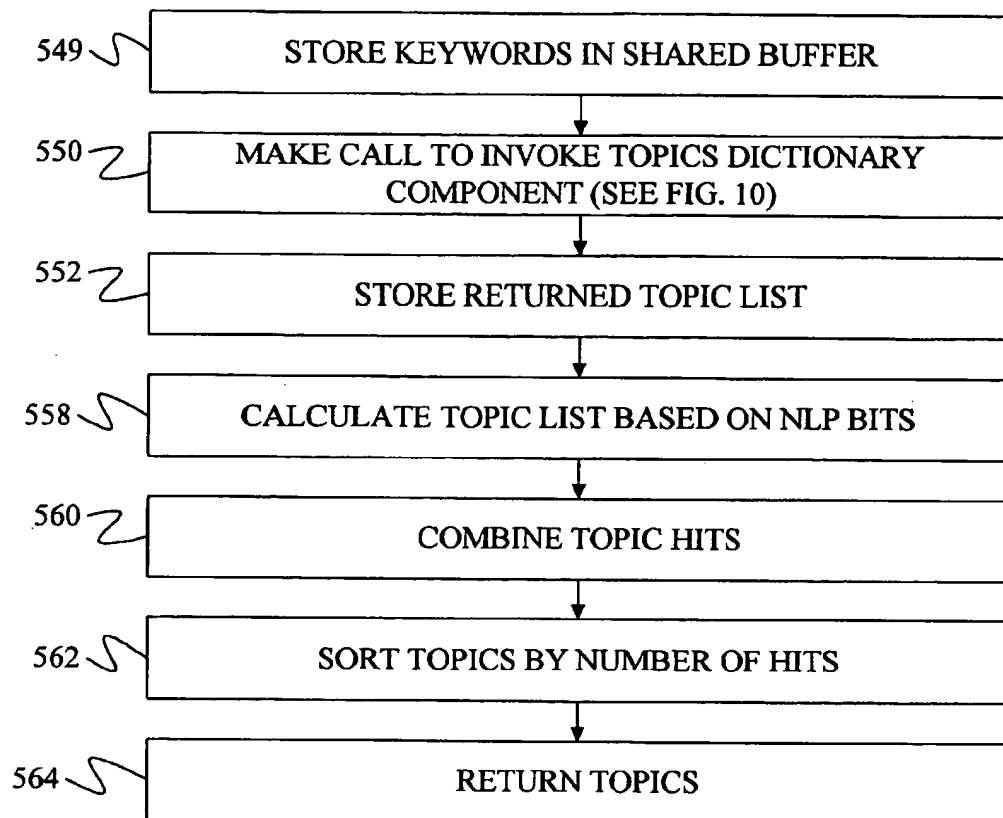 549
STORE KEYWORDS IN SHARED BUFFER
550
MAKE CALL TO INVOKE TOPICS DICTIONARY
COMPONENT (SEE FIG. 10)
552
STORE RETURNED TOPIC LIST
558
CALCULATE TOPIC LIST BASED ON NLP BITS
560
COMBINE TOPIC HITS
562
SORT TOPICS BY NUMBER OF HITS
564
RETURN TOPICS